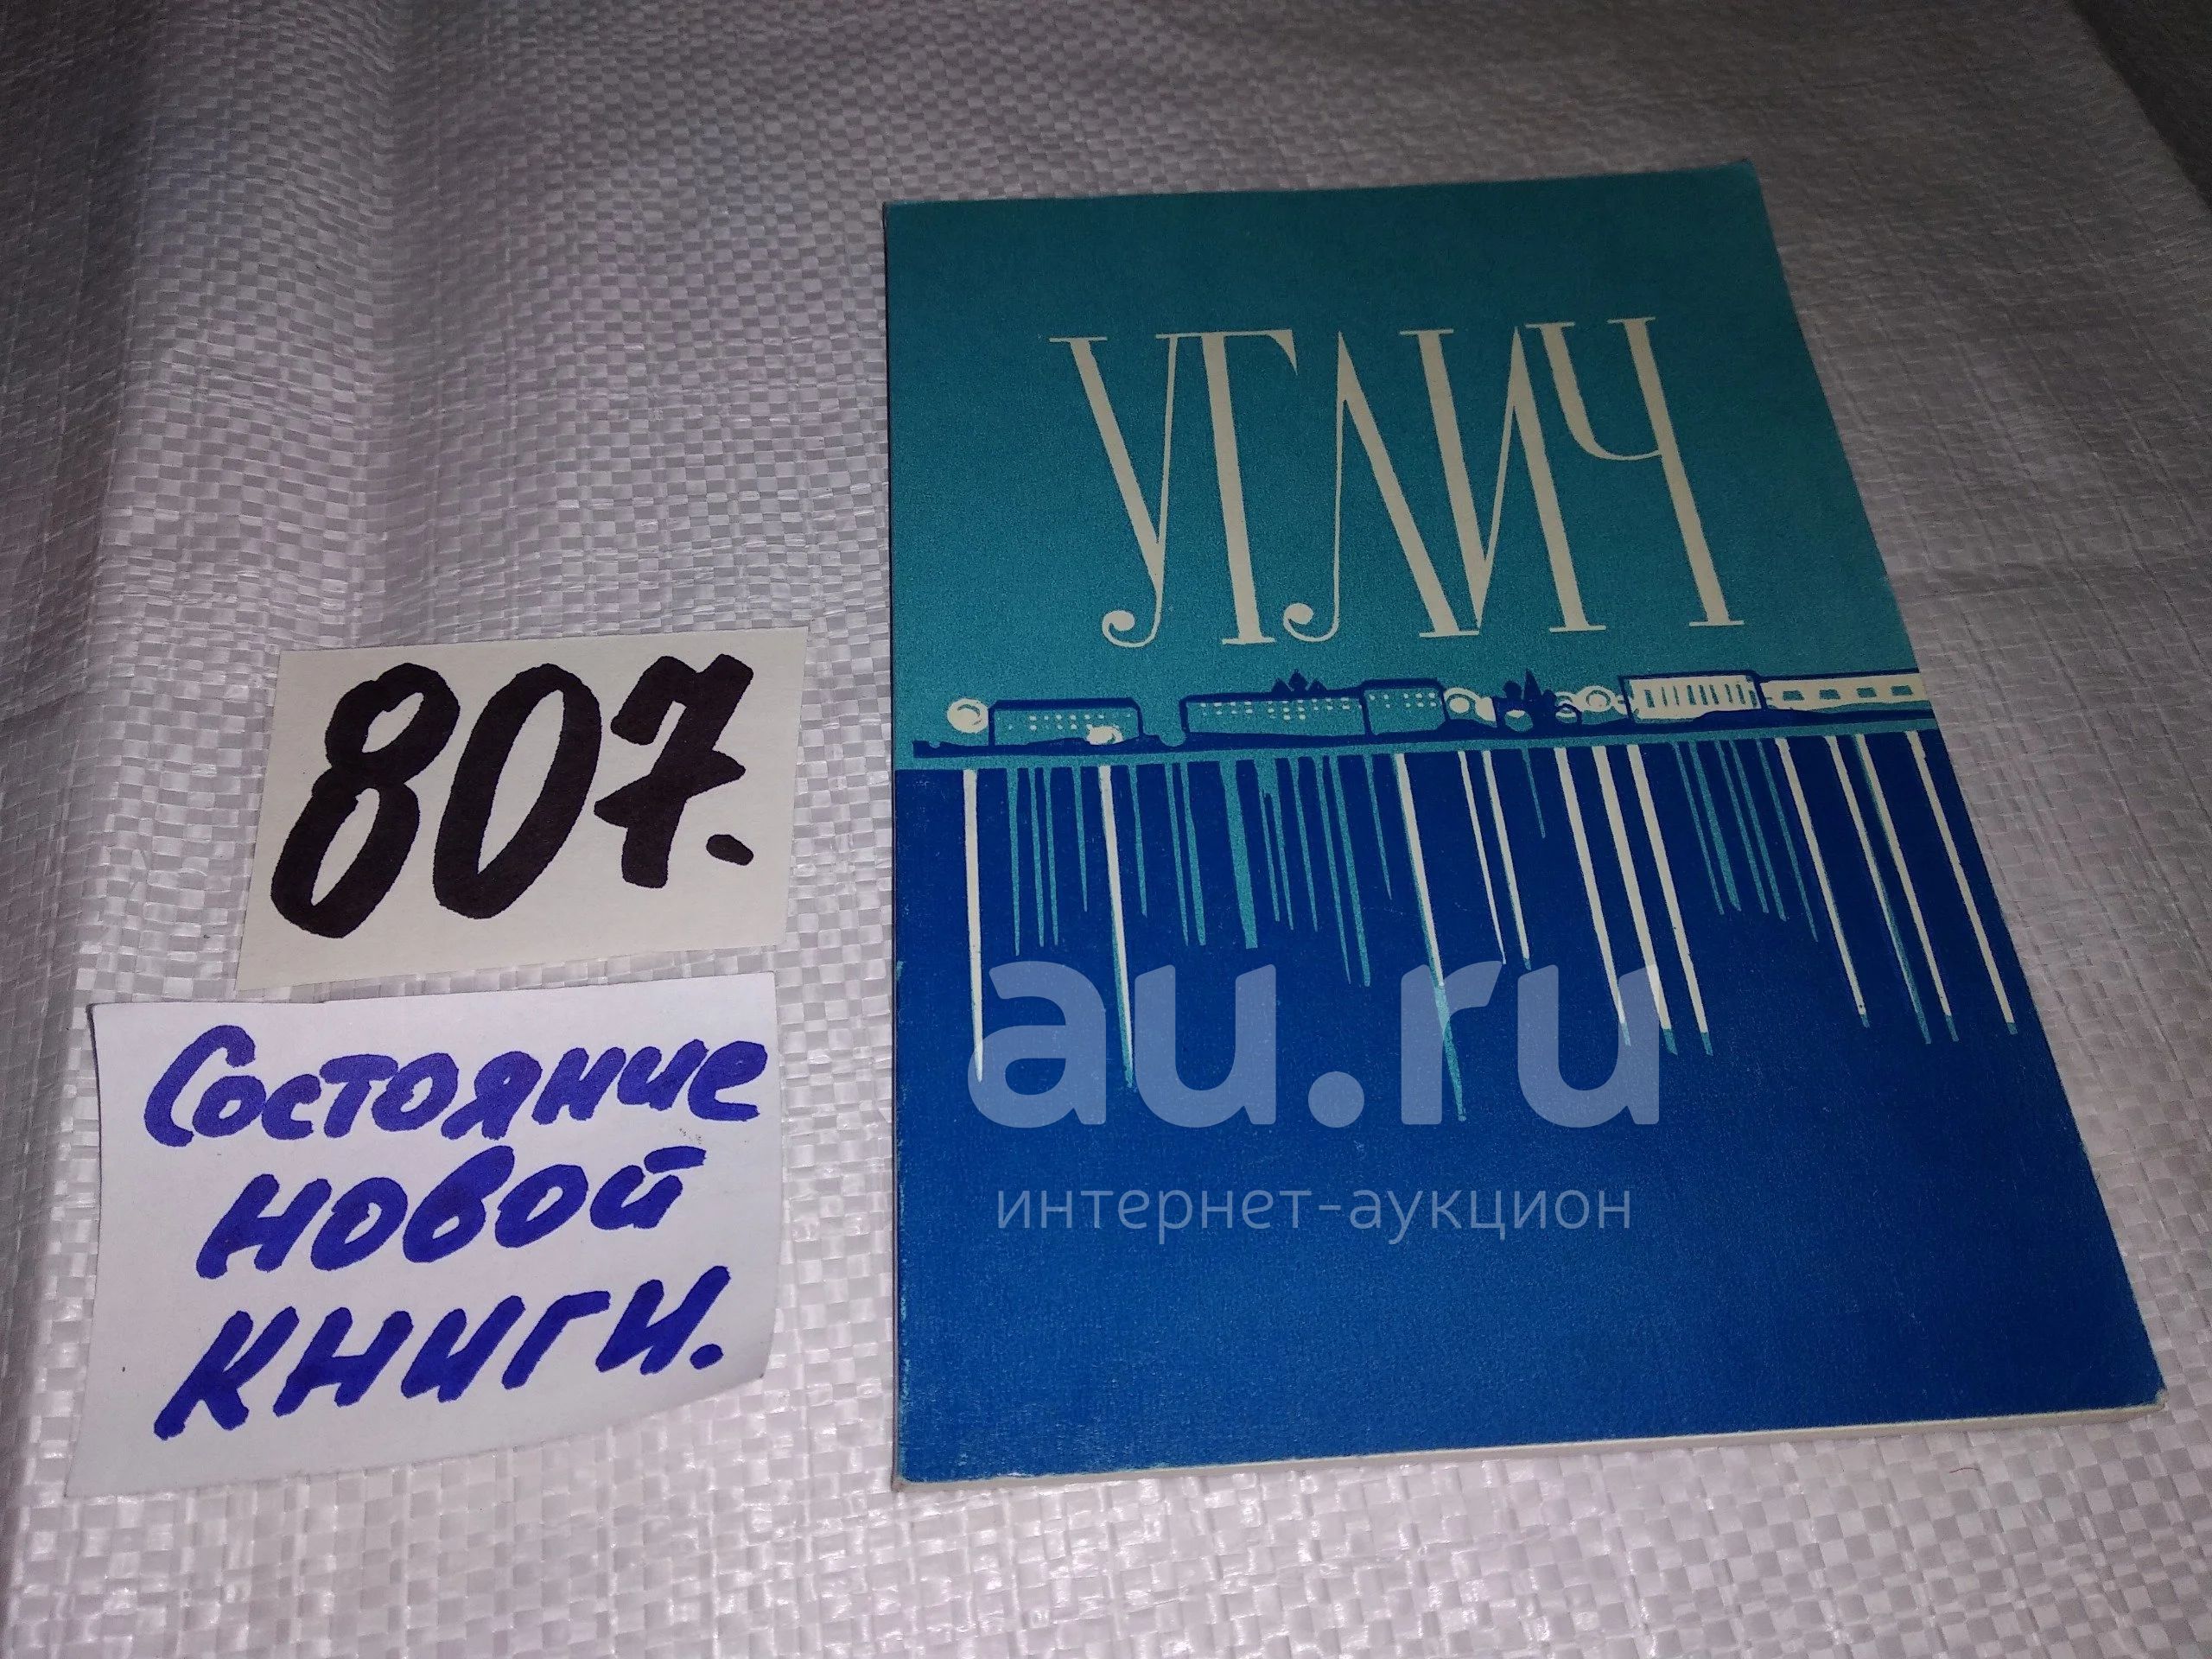 УГЛИЧ
807.
Состояние
новой
книги.
au.ru
интернет-аукцион